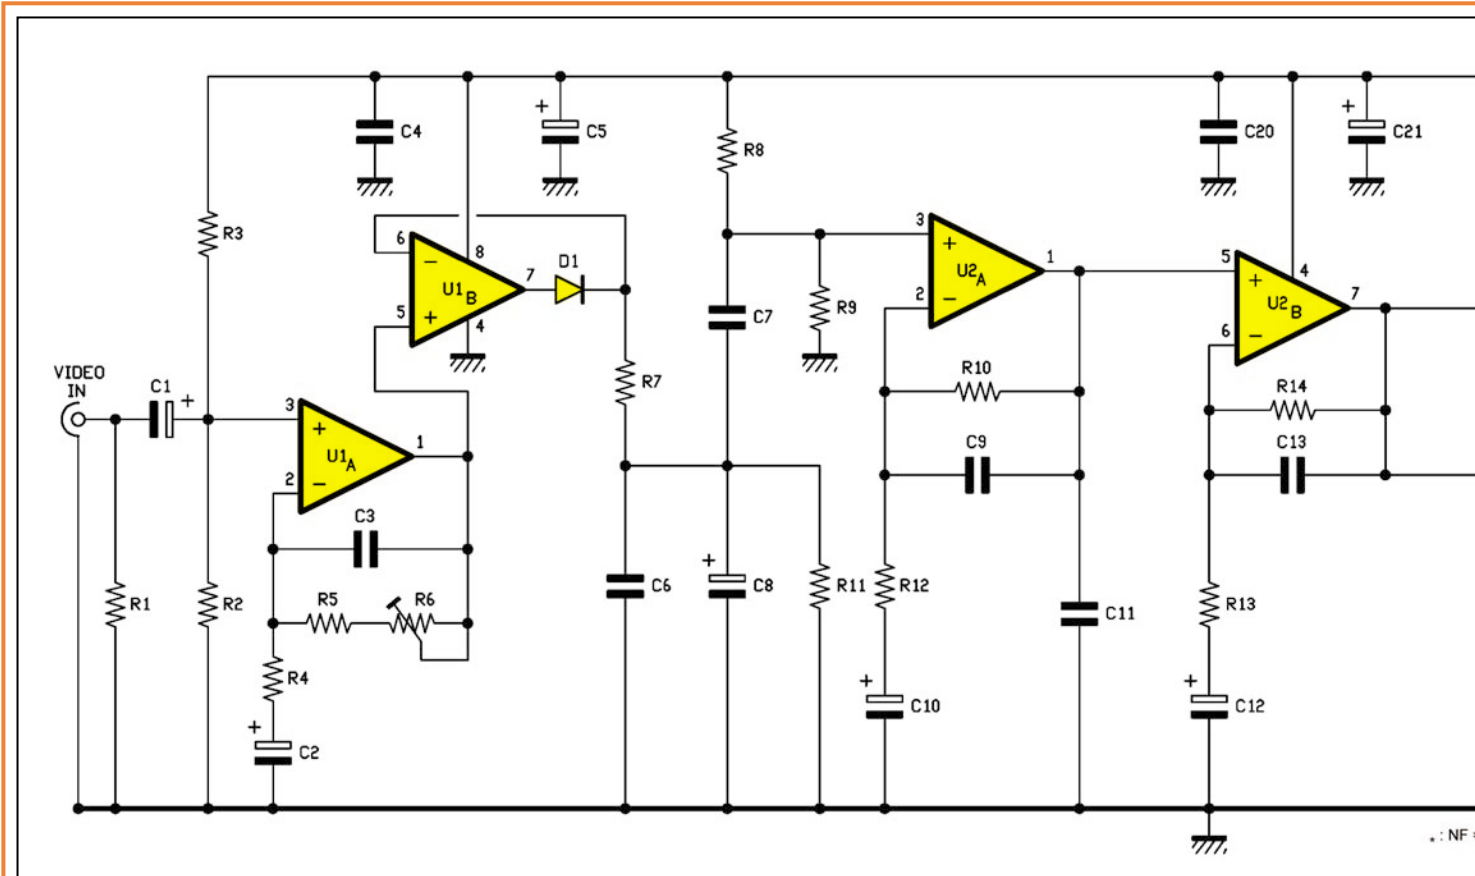 +
C4
C5
+
C20
C21
R8
R3
3
+
U2A
−
2
1
5
+
U2B
−
6
4
7
6
−
U1B
+
5
8
7
4
D1
C7
R9
R7
R10
R14
VIDEO
IN
C1
+
3
+
U1A
−
2
1
C9
C13
C3
R1
R2
R5
R6
C6
+
C8
R11
R12
C11
R13
R4
+
C2
+
C10
+
C12
* : NF =